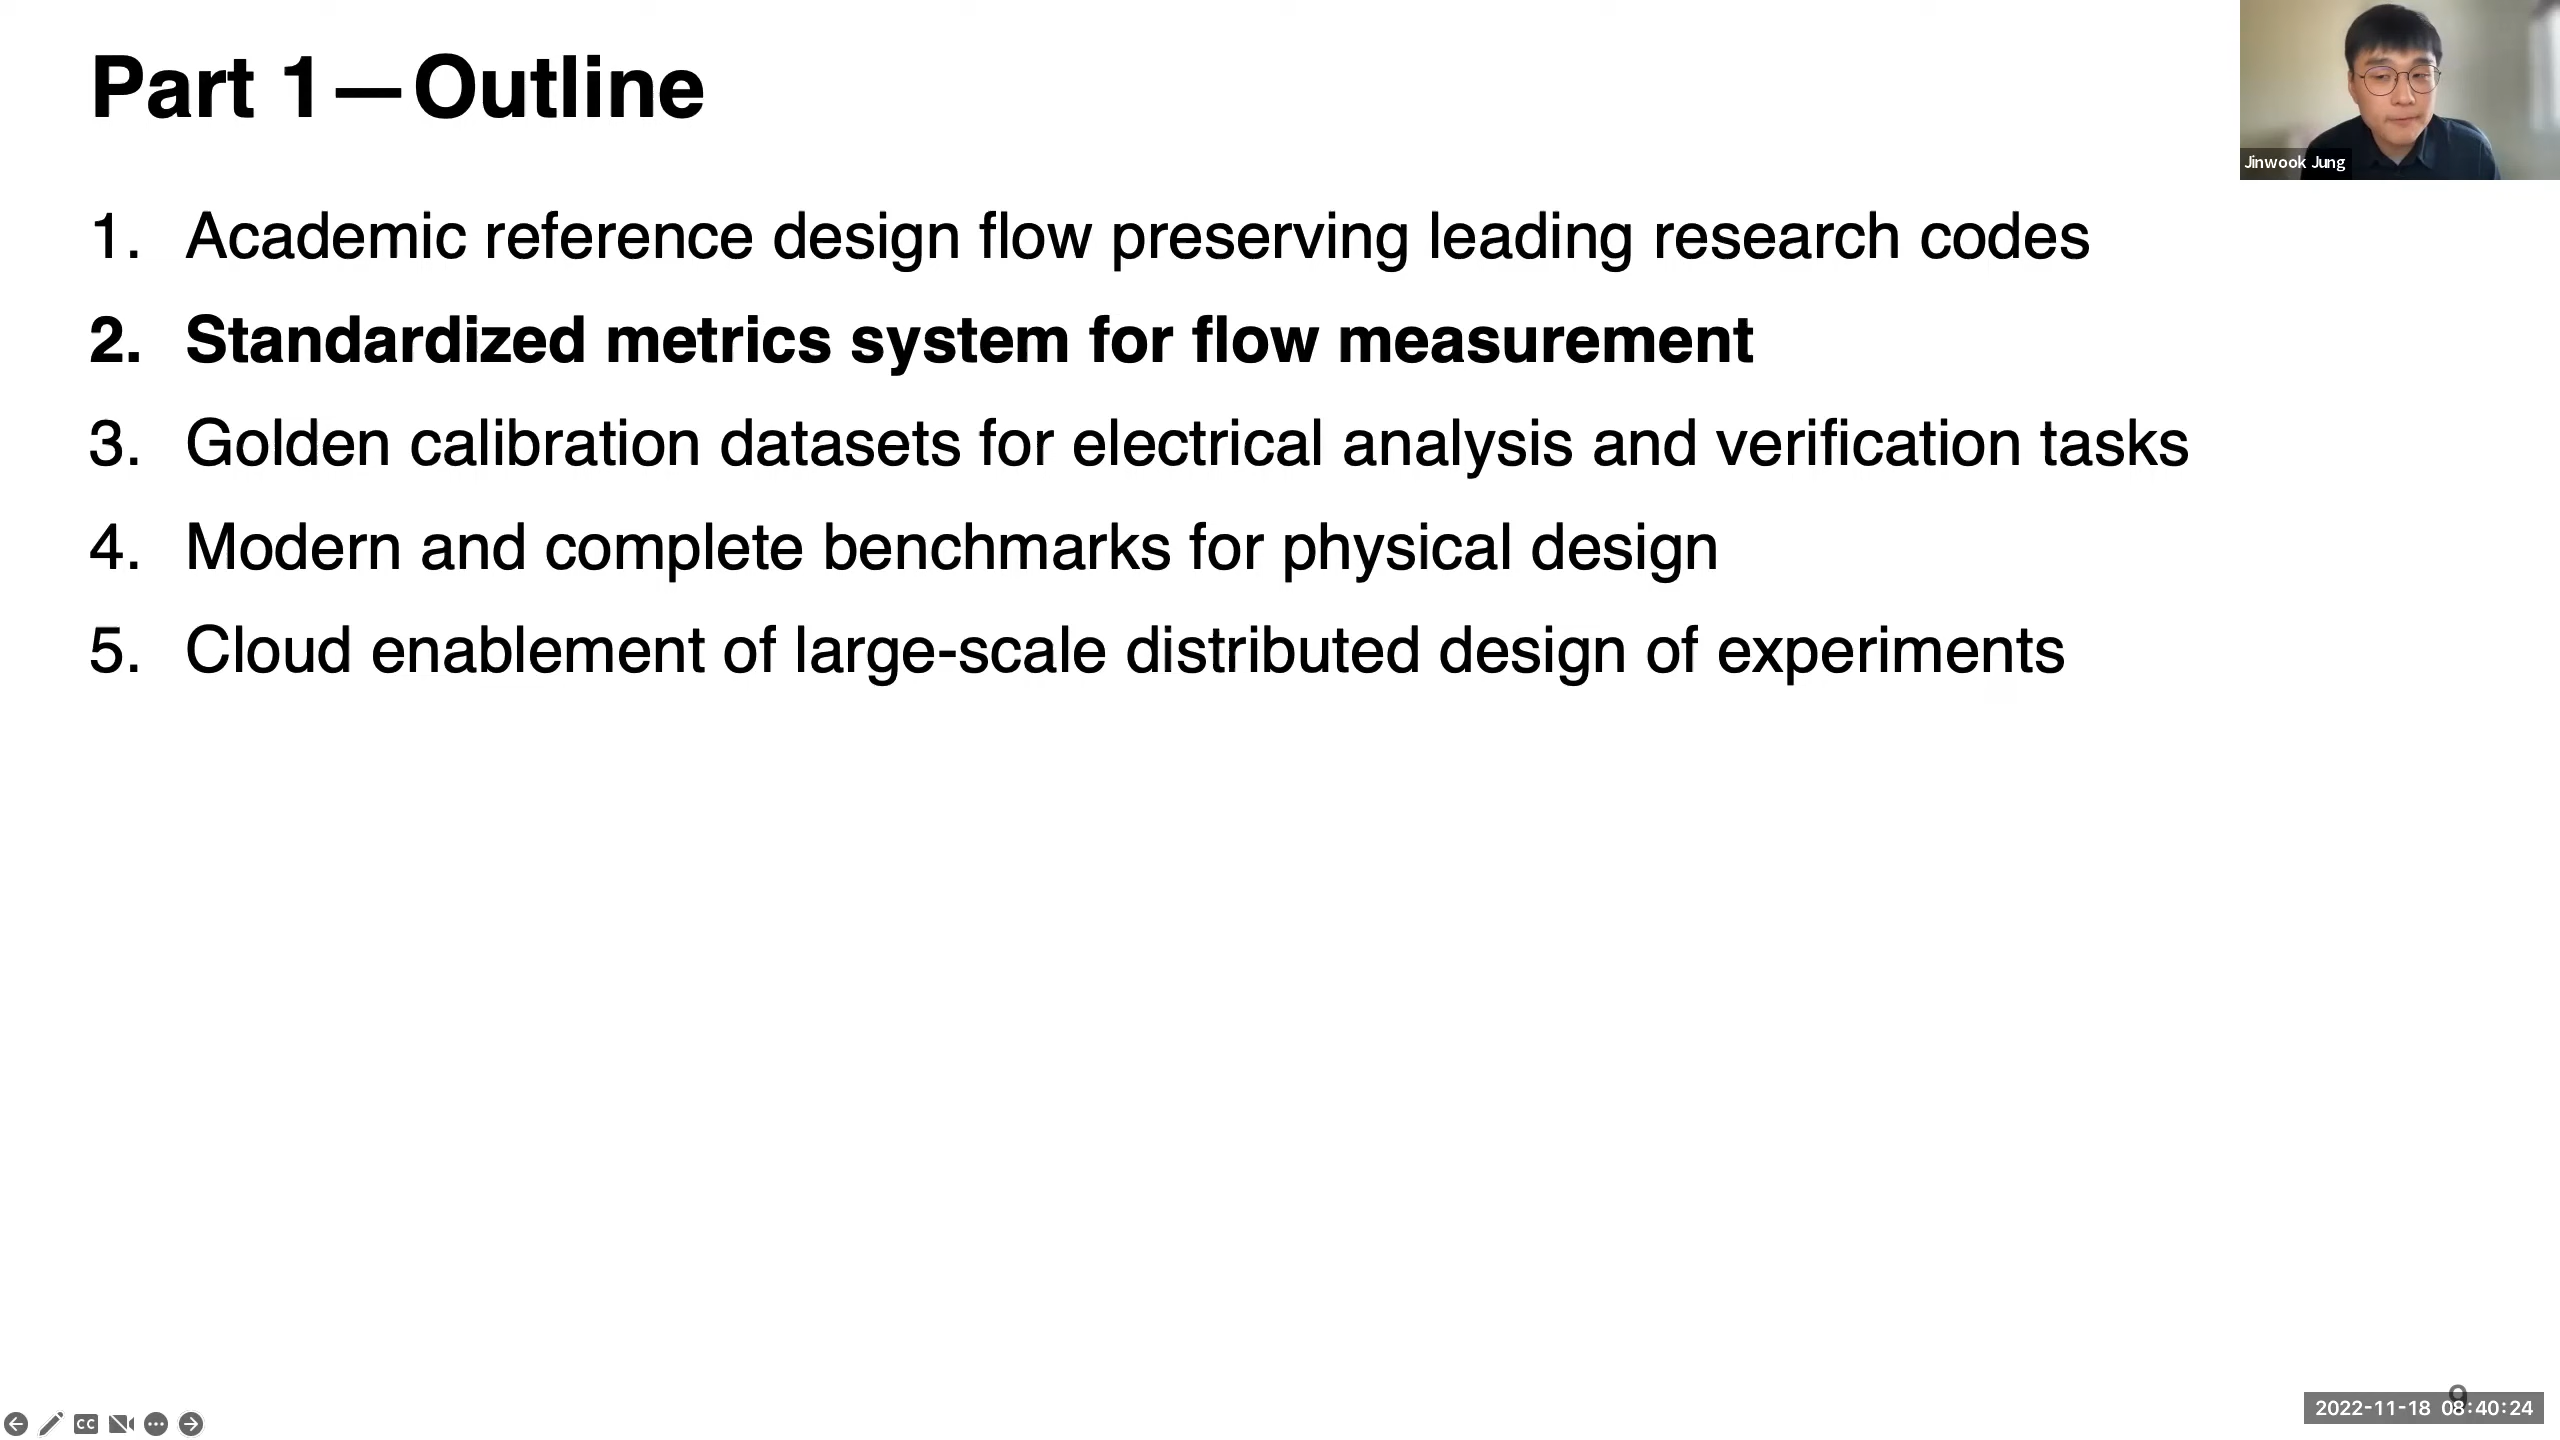 Part 1—Outline
Jinwook Jung
1. Academic reference design flow preserving leading research codes
2. Standardized metrics system for flow measurement
3. Golden calibration datasets for electrical analysis and verification tasks
4. Modern and complete benchmarks for physical design
5. Cloud enablement of large-scale distributed design of experiments
CC
9
2022-11-18 08:40:24